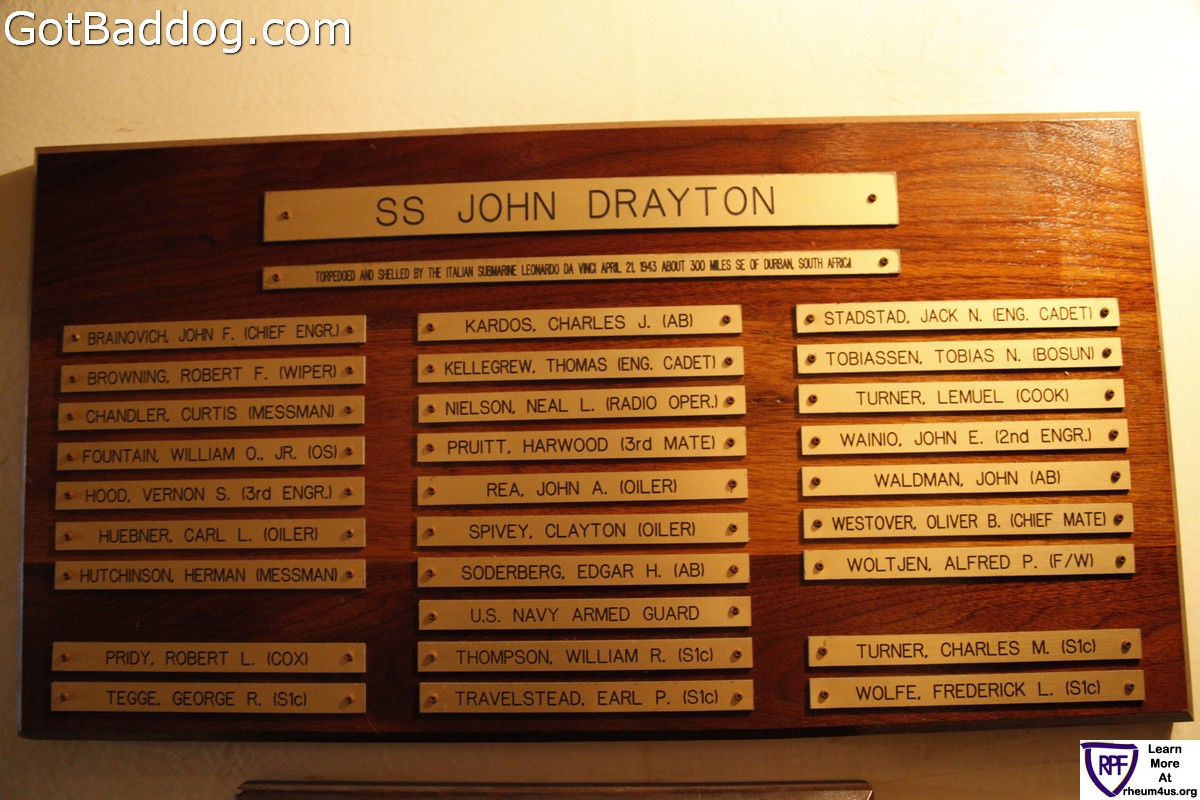 GotBaddog.com
SS JOHN DRAYTON
TORPEDOED AND SHELLED BY THE ITALIAN SUBMARINE LEONARDO DA VINCI APRIL 21, 1943 ABOUT 300 MILES SE OF DURBAN, SOUTH AFRICA
BRAINOVICH, JOHN F. (CHIEF ENGR.)
BROWNING, ROBERT F. (WIPER)
CHANDLER, CURTIS (MESSMAN)
FOUNTAIN, WILLIAM O., JR. (OS)
HOOD, VERNON S. (3rd ENGR.)
HUEBNER, CARL L. (OILER)
HUTCHINSON, HERMAN (MESSMAN)
KARDOS, CHARLES J. (AB)
KELLEGREW, THOMAS (ENG. CADET)
NIELSON, NEAL L. (RADIO OPER.)
PRUITT, HARWOOD (3rd MATE)
REA, JOHN A. (OILER)
SPIVEY, CLAYTON (OILER)
SODERBERG, EDGAR H. (AB)
STADSTAD, JACK N. (ENG. CADET)
TOBIASSEN, TOBIAS N. (BOSUN)
TURNER, LEMUEL (COOK)
WAINIO, JOHN E. (2nd ENGR.)
WALDMAN, JOHN (AB)
WESTOVER, OLIVER B. (CHIEF MATE)
WOLTJEN, ALFRED P. (F/W)
U.S. NAVY ARMED GUARD
PRIDY, ROBERT L. (COX)
TEGGE, GEORGE R. (S1c)
THOMPSON, WILLIAM R. (S1c)
TRAVELSTEAD, EARL P. (S1c)
TURNER, CHARLES M. (S1c)
WOLFE, FREDERICK L. (S1c)
RPF
Learn
More
At
rheum4us.org